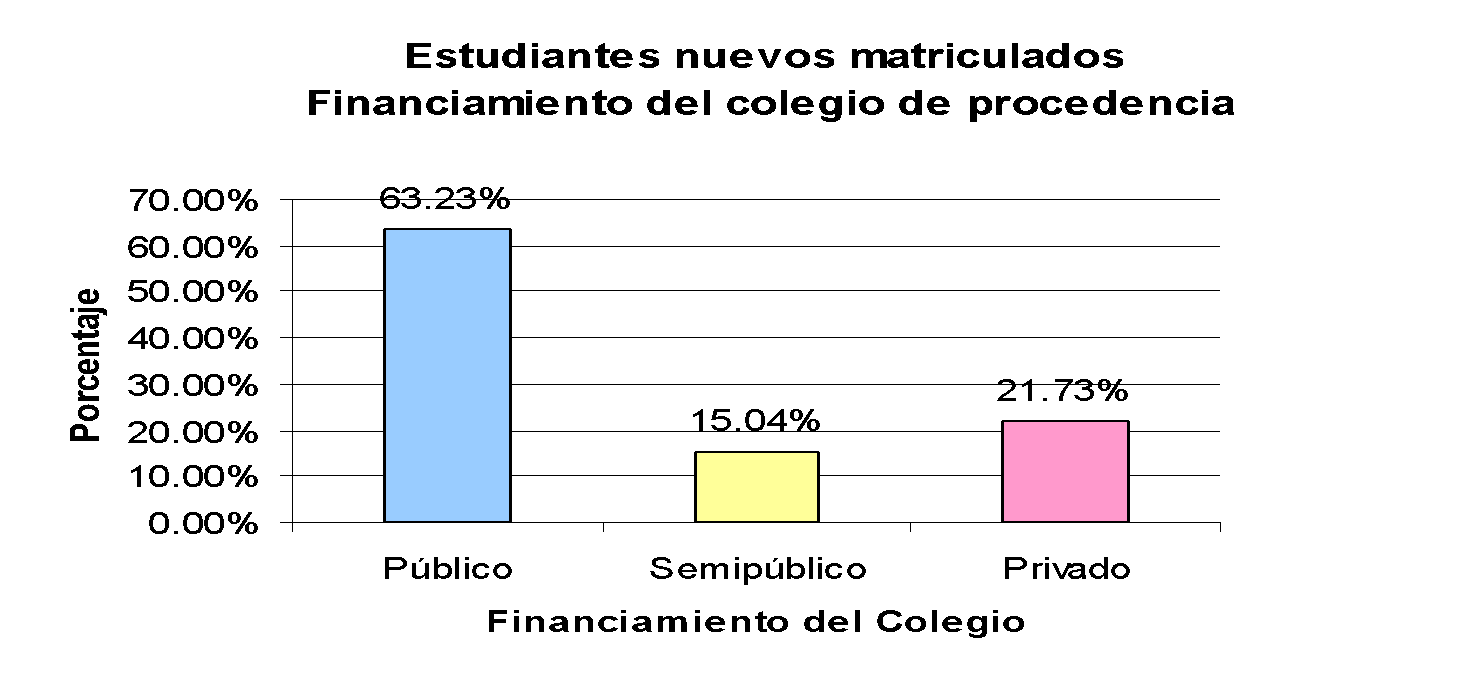 Estudiantes nuevos matriculados
Financiamiento del colegio de procedencia
70.00%
60.00%
50.00%
40.00%
30.00%
20.00%
10.00%
0.00%
Porcentaje
63.23%
15.04%
21.73%
Público
Semipúblico
Privado
Financiamiento del Colegio